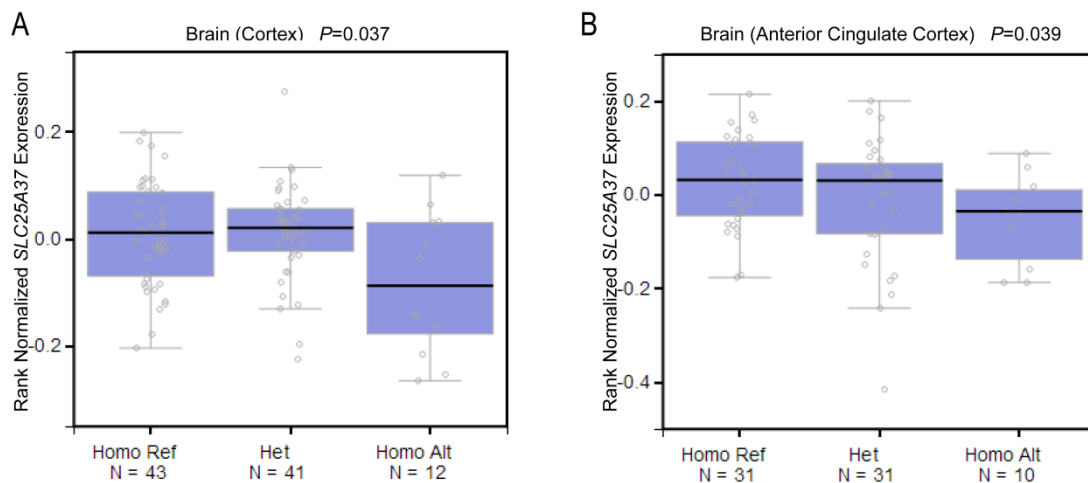 A
Brain (Cortex) P=0.037
Rank Normalized SLC25A37 Expression
0.2
0.0
-0.2
Homo Ref
N = 43
Het
N = 41
Homo Alt
N = 12
B
Brain (Anterior Cingulate Cortex) P=0.039
Rank Normalized SLC25A37 Expression
0.2
0.0
-0.2
-0.4
Homo Ref
N = 31
Het
N = 31
Homo Alt
N = 10